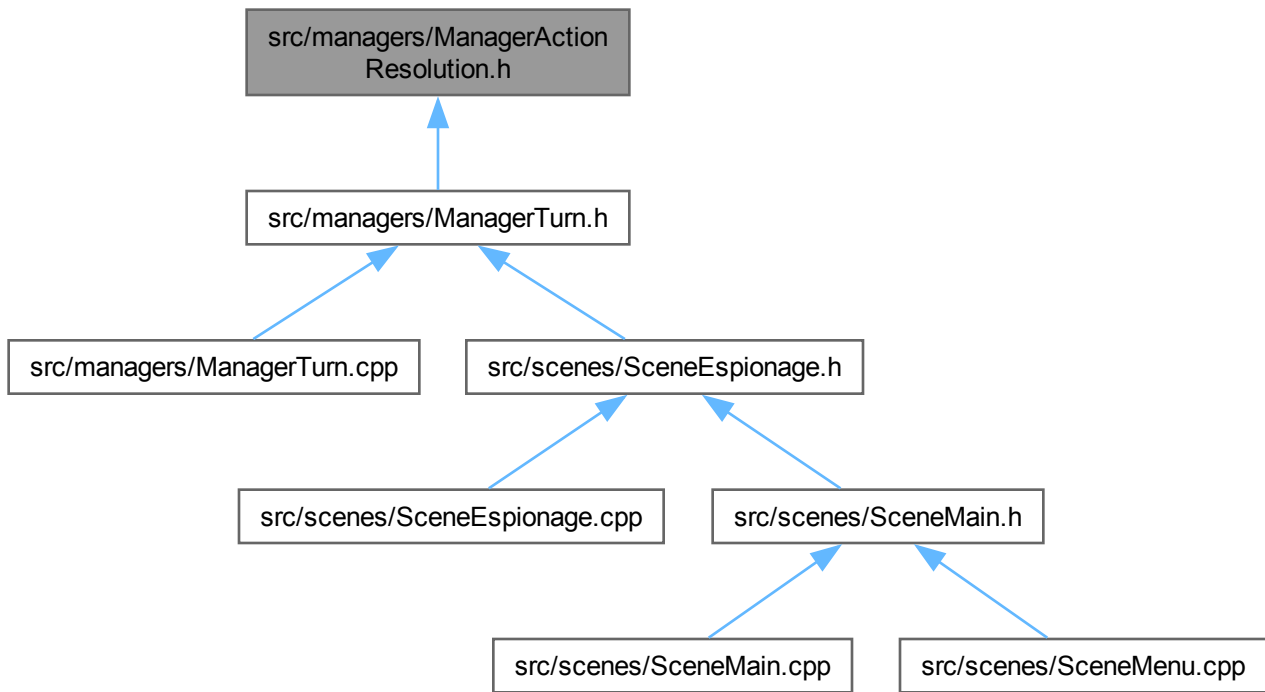 src/managers/ManagerAction
Resolution.h
src/managers/ManagerTurn.h
src/managers/ManagerTurn.cpp
src/scenes/SceneEspionage.h
src/scenes/SceneEspionage.cpp
src/scenes/SceneMain.h
src/scenes/SceneMain.cpp
src/scenes/SceneMenu.cpp